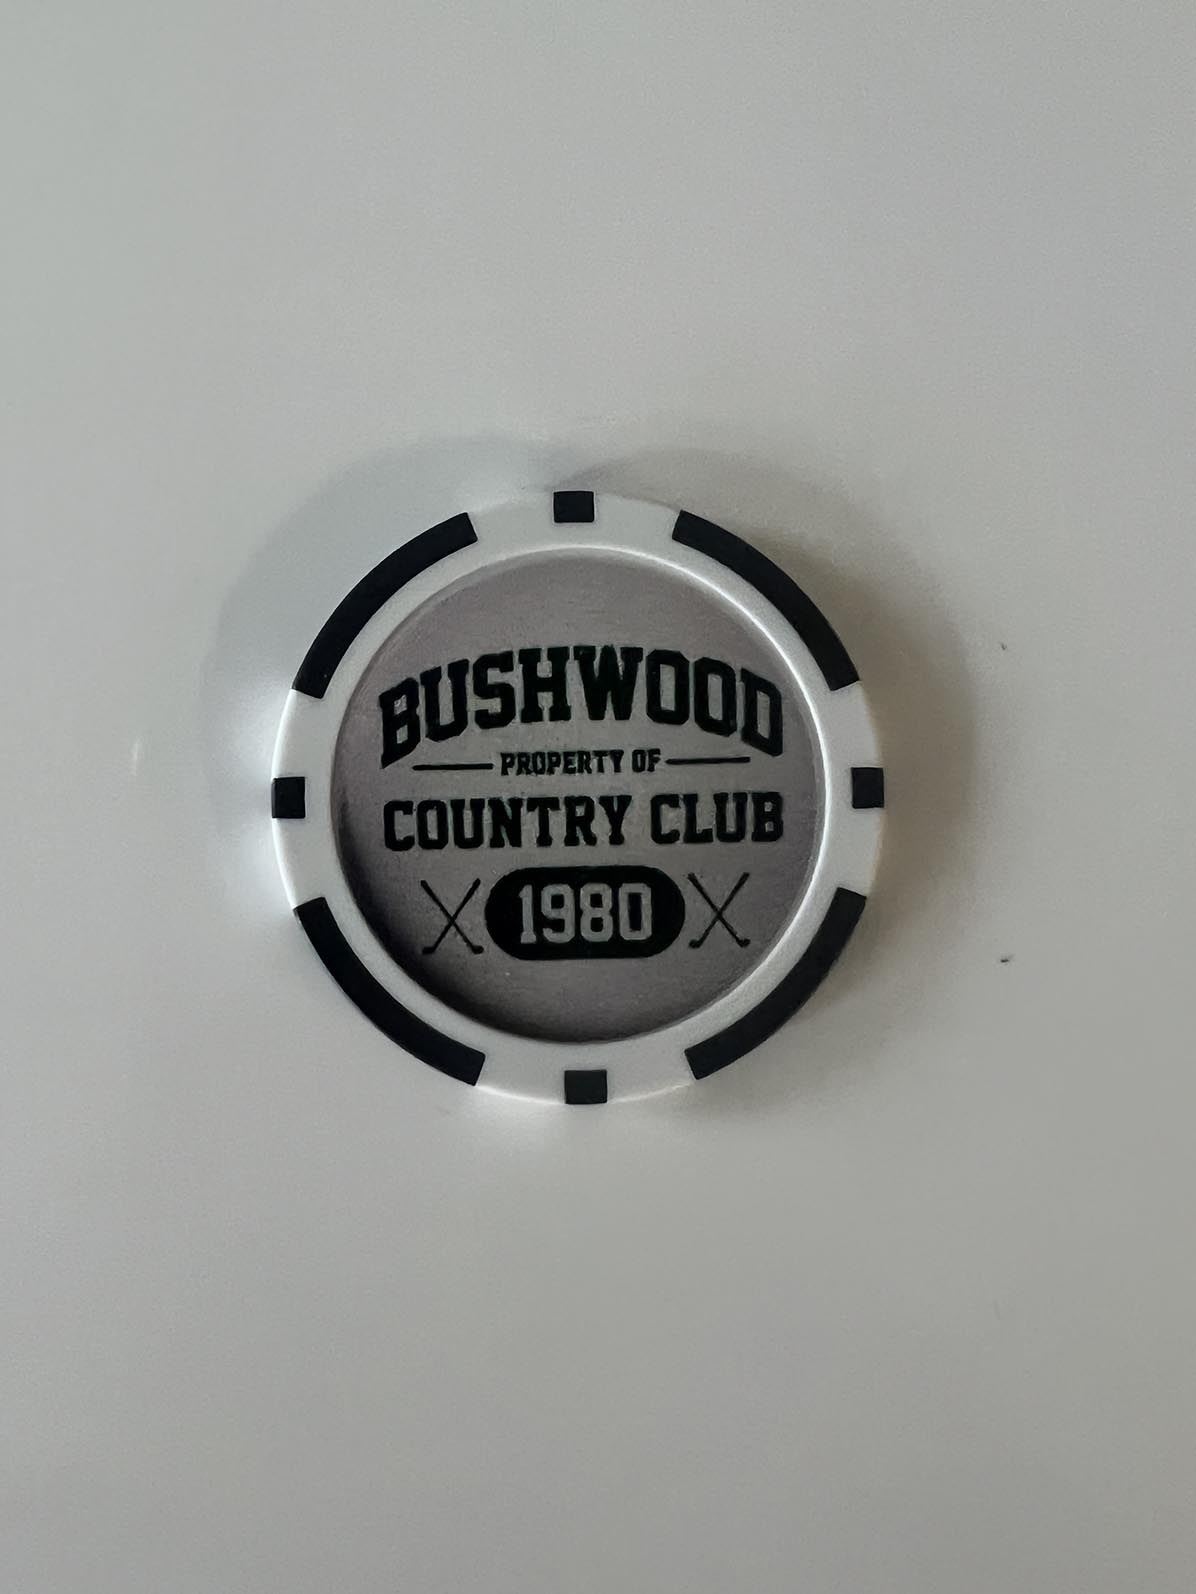 BUSHWOOD
PROPERTY OF
COUNTRY CLUB
1980